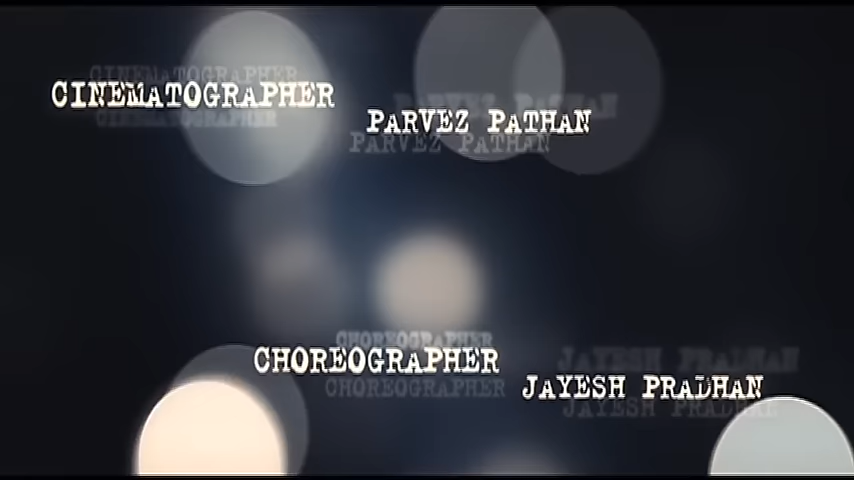 CINEMATOGRAPHER
PARVEZ PATHAN
CHOREOGRAPHER
JAYESH PRADHAN